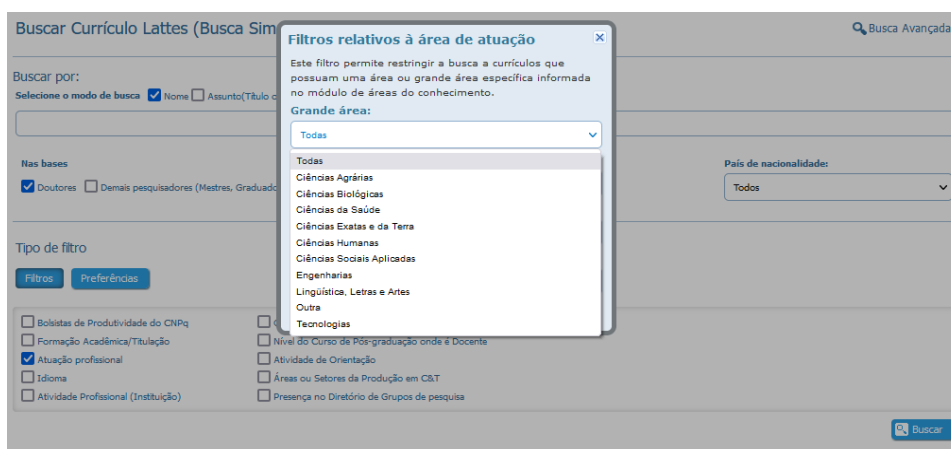 Buscar Currículo Lattes (Busca Sim
Busca Avançada
Buscar por:
Selecione o modo de busca Nome Assunto(Título o
Nas bases
Doutores Demais pesquisadores (Mestres, Graduado
País de nacionalidade:
Todos
Tipo de filtro
Filtros Preferências
Bolsistas de Produtividade do CNPq
Formação Acadêmica/Titulação
Nível do Curso de Pós-graduação onde é Docente
Atuação profissional
Atividade de Orientação
Idioma
Áreas ou Setores da Produção em C&T
Atividade Profissional (Instituição)
Presença no Diretório de Grupos de pesquisa
Buscar
Filtros relativos à área de atuação
Este filtro permite restringir a busca a currículos que
possuam uma área ou grande área específica informada
no módulo de áreas do conhecimento.
Grande área:
Todas
Todas
Ciências Agrárias
Ciências Biológicas
Ciências da Saúde
Ciências Exatas e da Terra
Ciências Humanas
Ciências Sociais Aplicadas
Engenharias
Lingüística, Letras e Artes
Outra
Tecnologias